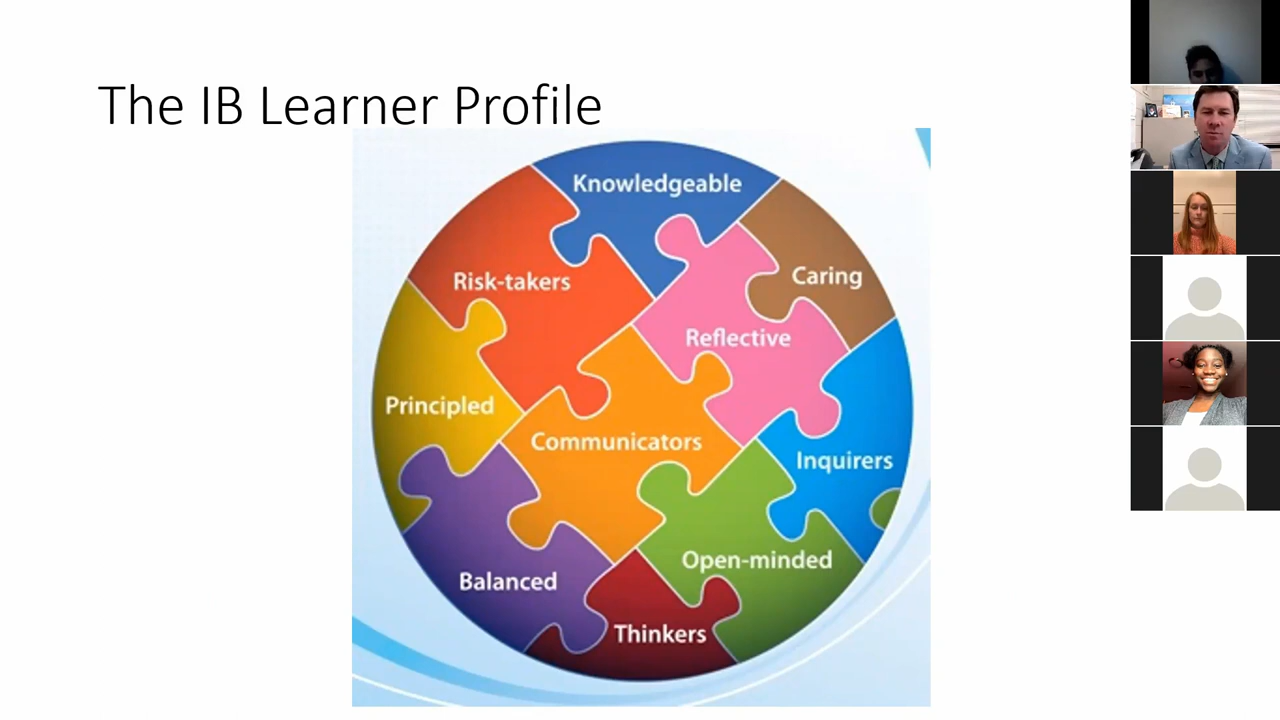 The IB Learner Profile
Knowledgeable
Risk-takers
Caring
Reflective
Principled
Communicators
Inquirers
Open-minded
Balanced
Thinkers